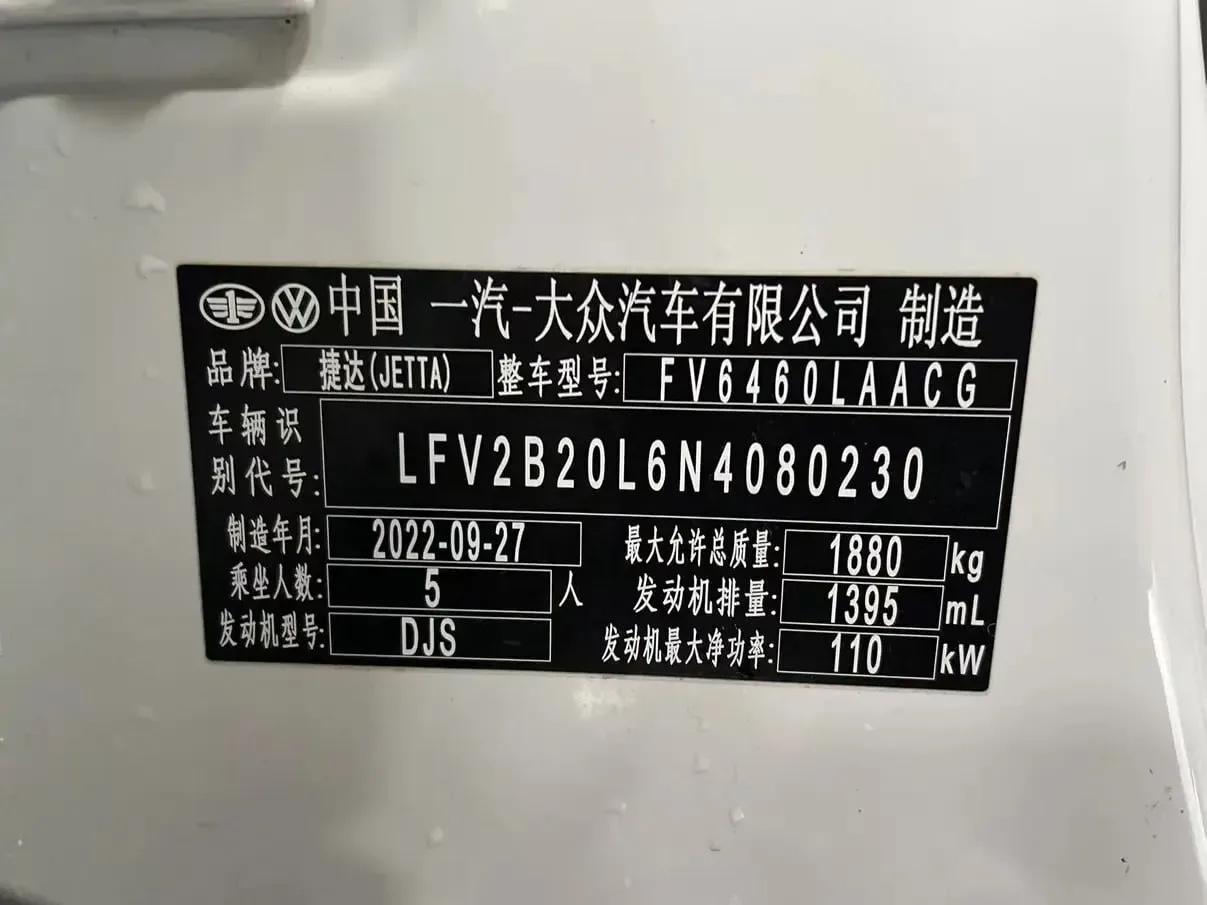 中国 一汽-大众汽车有限公司 制造
品牌: 捷达(JETTA) 整车型号: FV6460LAACG
车辆识别代号: LFV2B20L6N4080230
制造年月: 2022-09-27 最大允许总质量: 1880 kg
乘坐人数: 5 人 发动机排量: 1395 mL
发动机型号: DJS 发动机最大净功率: 110 kW